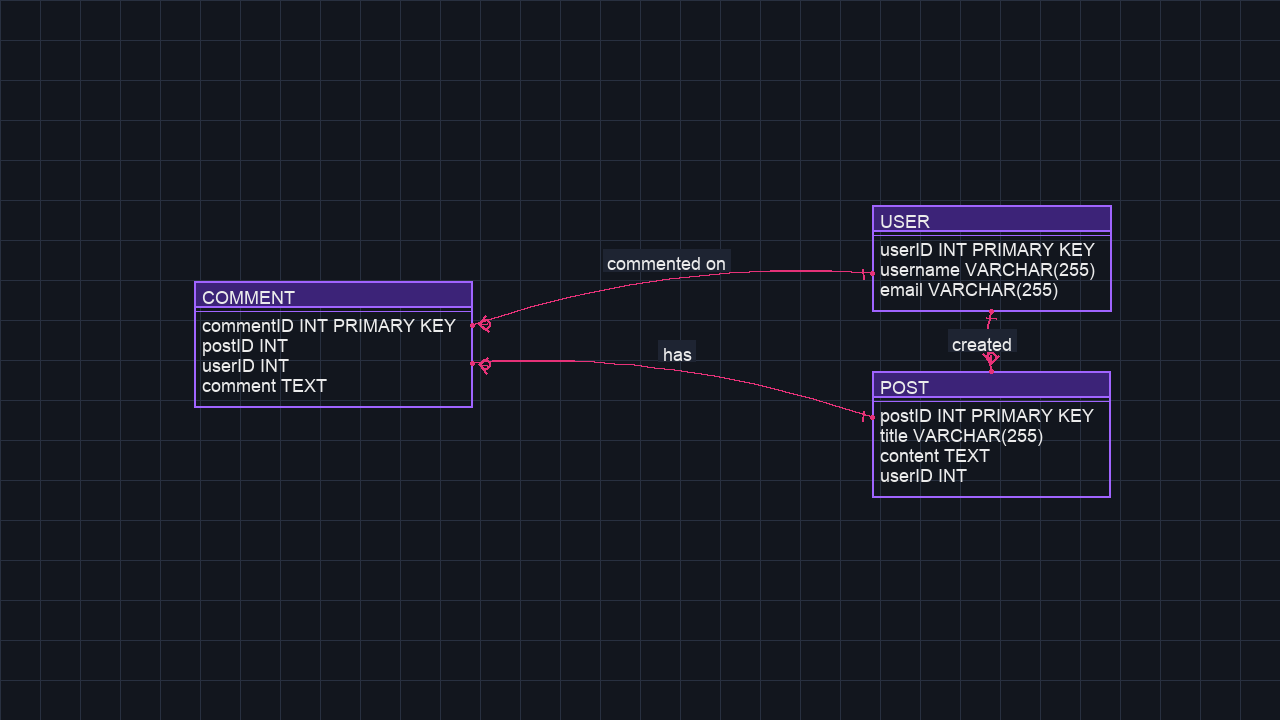 USER
userID INT PRIMARY KEY
username VARCHAR(255)
email VARCHAR(255)
commented on
COMMENT
commentID INT PRIMARY KEY
postID INT
userID INT
comment TEXT
has
created
POST
postID INT PRIMARY KEY
title VARCHAR(255)
content TEXT
userID INT